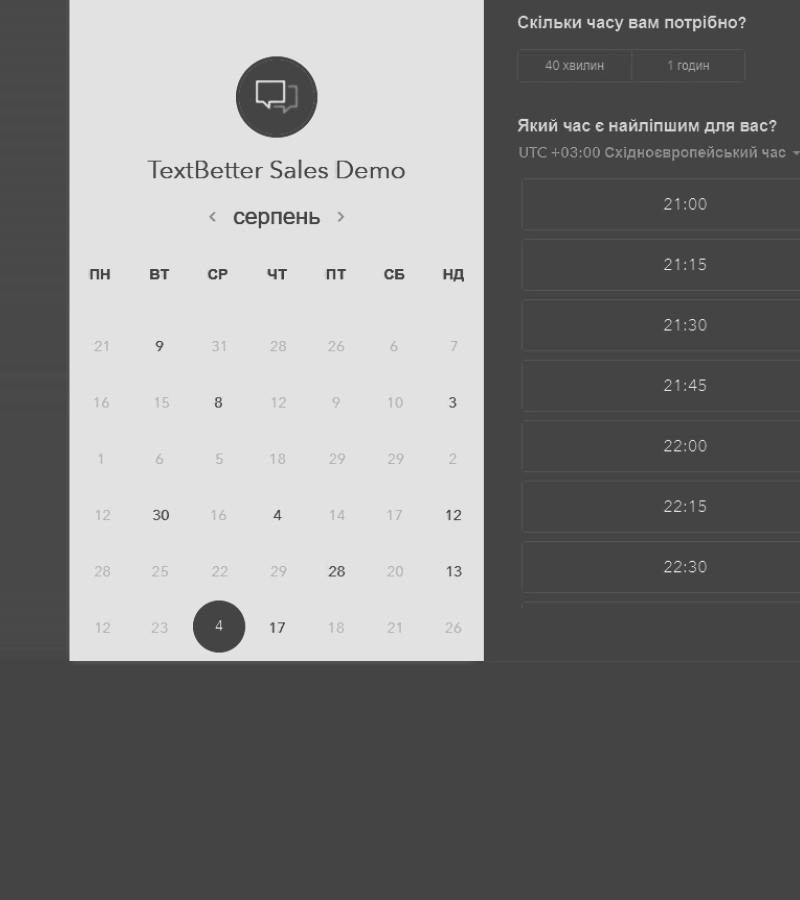 TextBetter Sales Demo
‹ серпень ›
ПН ВТ СР ЧТ ПТ СБ НД
21 9 31 28 26 6 7
16 15 8 12 9 10 3
1 6 5 18 29 29 2
12 30 16 4 14 17 12
28 25 22 29 28 20 13
12 23 4 17 18 21 26
Скільки часу вам потрібно?
40 хвилин 1 годин
Який час є найліпшим для вас?
UTC +03:00 Східноєвропейський час
21:00
21:15
21:30
21:45
22:00
22:15
22:30